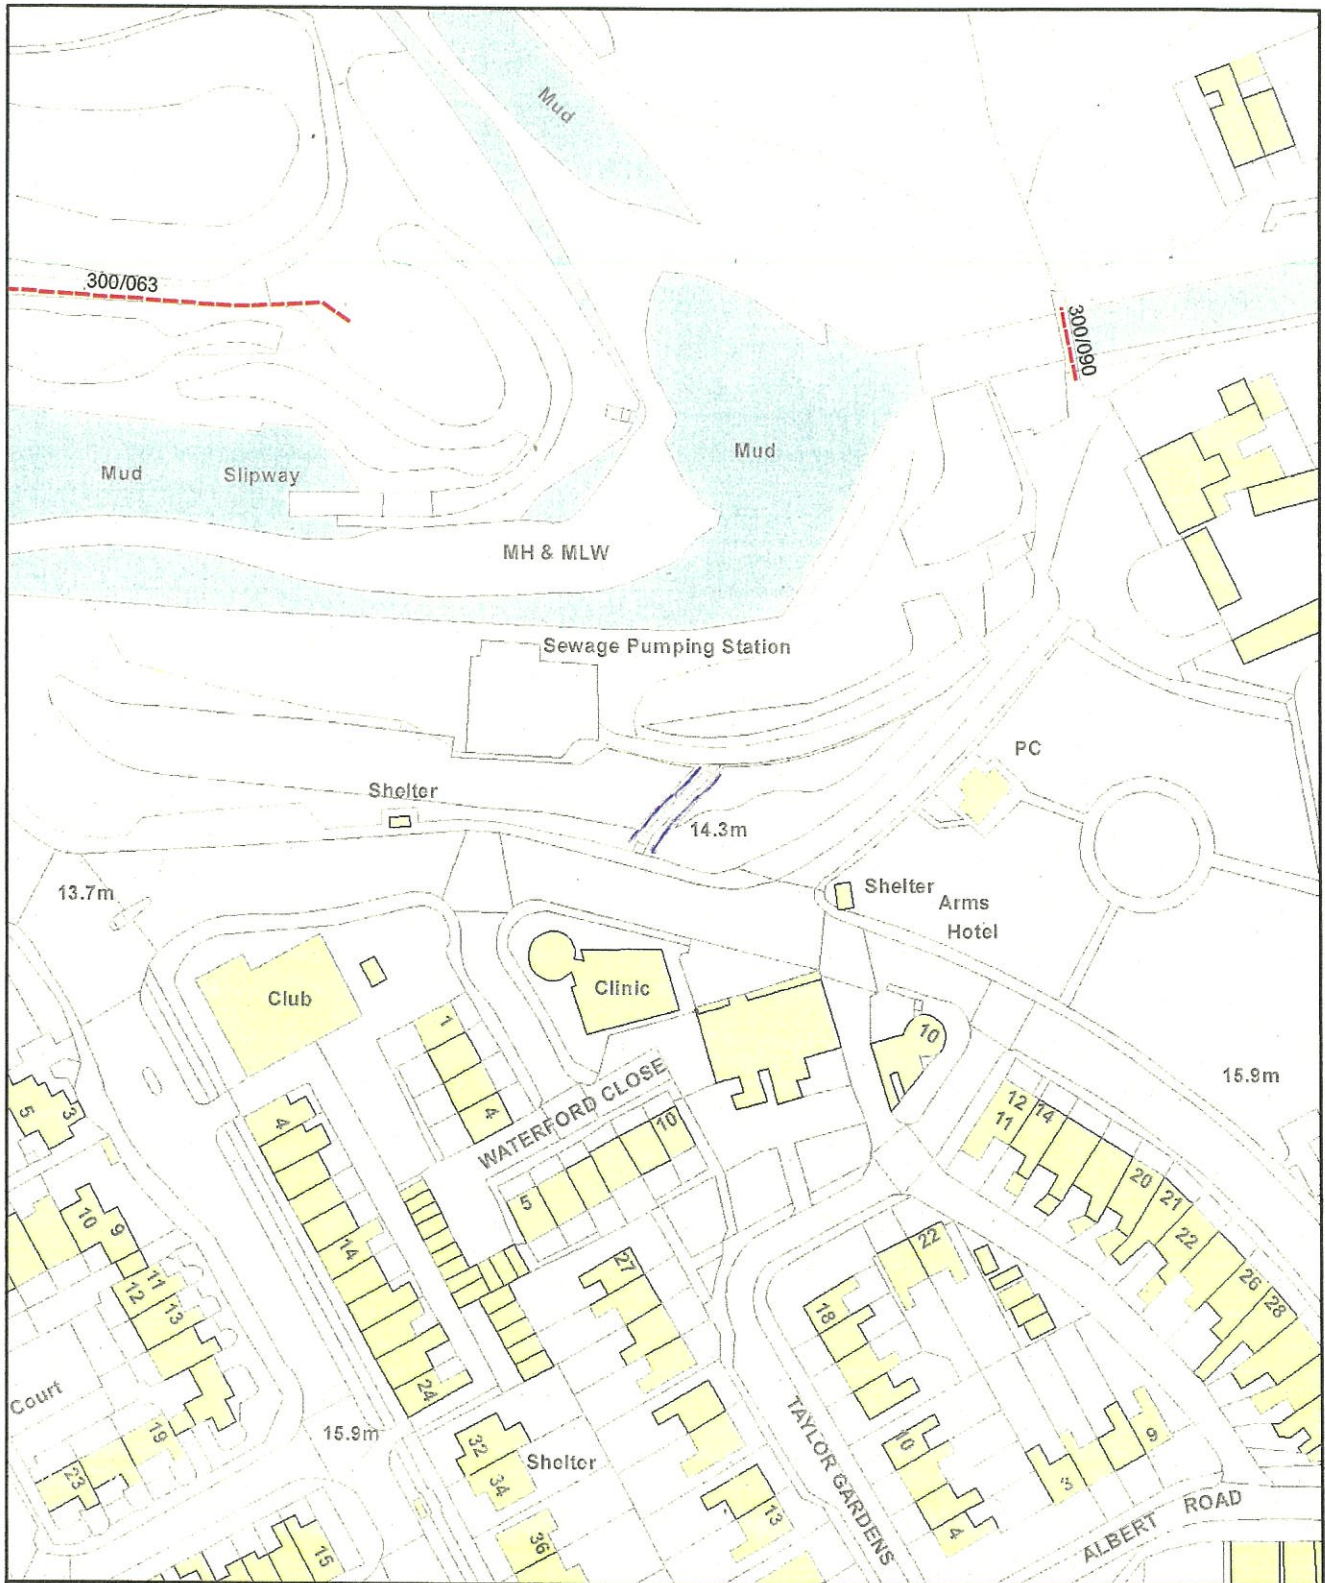 Mud
300/063
300/090
Mud
Slipway
Mud
MH & MLW
Sewage Pumping Station
PC
Shelter
14.3m
13.7m
Shelter
Arms
Hotel
Club
Clinic
1
10
15.9m
5
3
4
4
WATERFORD CLOSE
10
12
14
11
5
10
9
14
20
21
22
22
27
26
28
11
12
13
18
Court
24
19
15.9m
23
32
34
Shelter
TAYLOR GARDENS
10
9
3
13
4
36
15
ALBERT ROAD